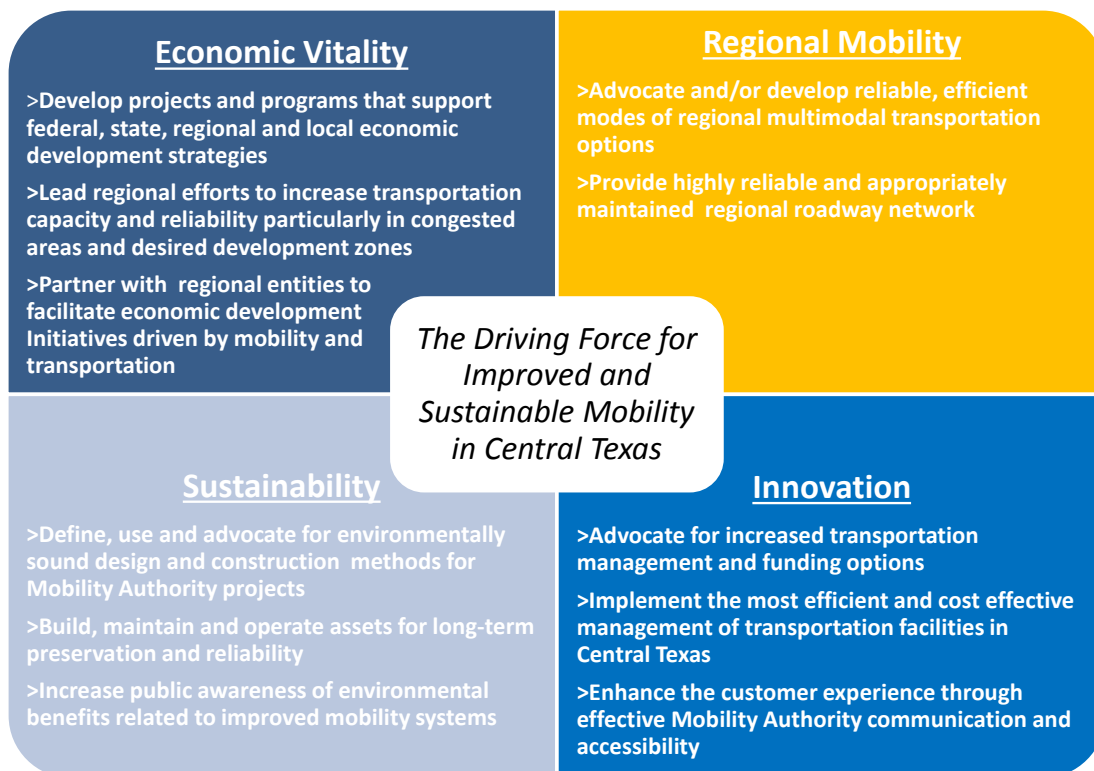 Economic Vitality
>Develop projects and programs that support
federal, state, regional and local economic
development strategies
>Lead regional efforts to increase transportation
capacity and reliability particularly in congested
areas and desired development zones
>Partner with  regional entities to
facilitate economic development
Initiatives driven by mobility and
transportation
Regional Mobility
>Advocate and/or develop reliable, efficient
modes of regional multimodal transportation
options
>Provide highly reliable and appropriately
maintained  regional roadway network
The Driving Force for
Improved and
Sustainable Mobility
in Central Texas
Sustainability
>Define, use and advocate for environmentally
sound design and construction  methods for
Mobility Authority projects
>Build, maintain and operate assets for long-term
preservation and reliability
>Increase public awareness of environmental
benefits related to improved mobility systems
Innovation
>Advocate for increased transportation
management and funding options
>Implement the most efficient and cost effective
management of transportation facilities in
Central Texas
>Enhance the customer experience through
effective Mobility Authority communication and
accessibility